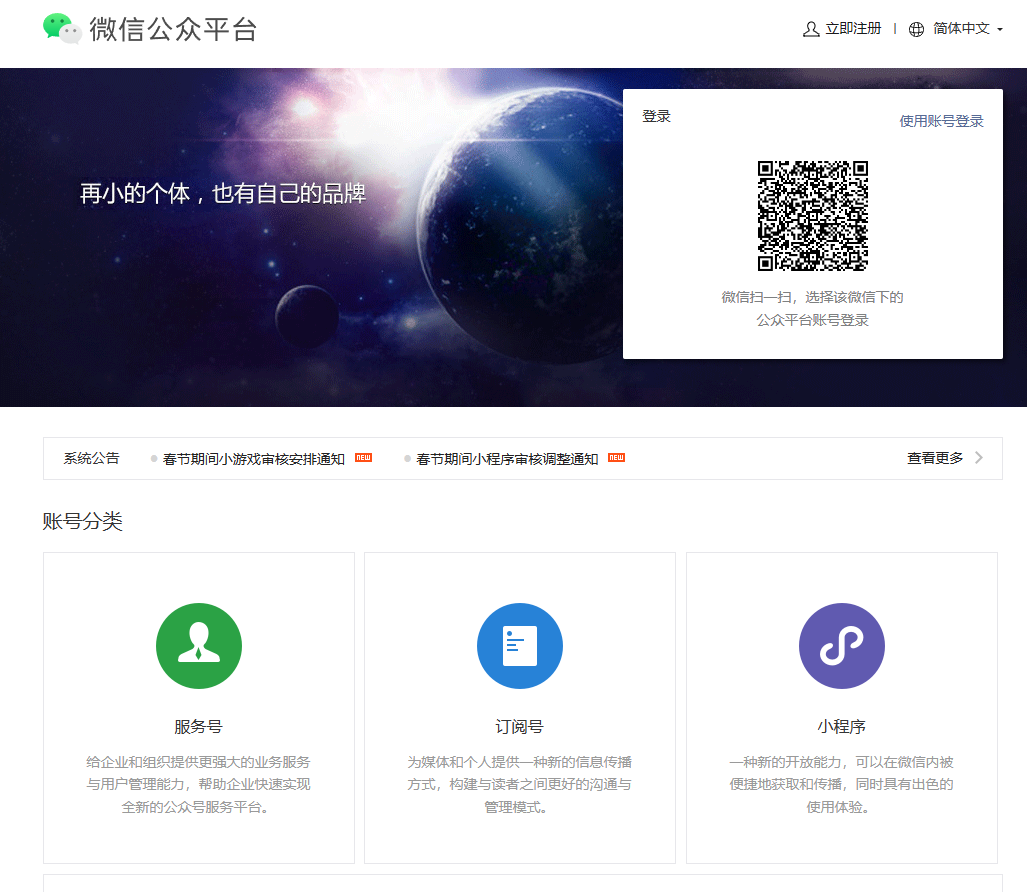 微信公众平台
立即注册 | 简体中文
登录
使用账号登录
再小的个体，也有自己的品牌
微信扫一扫，选择该微信下的
公众平台账号登录
系统公告 春节期间小游戏审核安排通知 NEW 春节期间小程序审核调整通知 NEW 查看更多
账号分类
服务号
给企业和组织提供更强大的业务服务
与用户管理能力，帮助企业快速实现
全新的公众号服务平台。
订阅号
为媒体和个人提供一种新的信息传播
方式，构建与读者之间更好的沟通与
管理模式。
小程序
一种新的开放能力，可以在微信内被
便捷地获取和传播，同时具有出色的
使用体验。